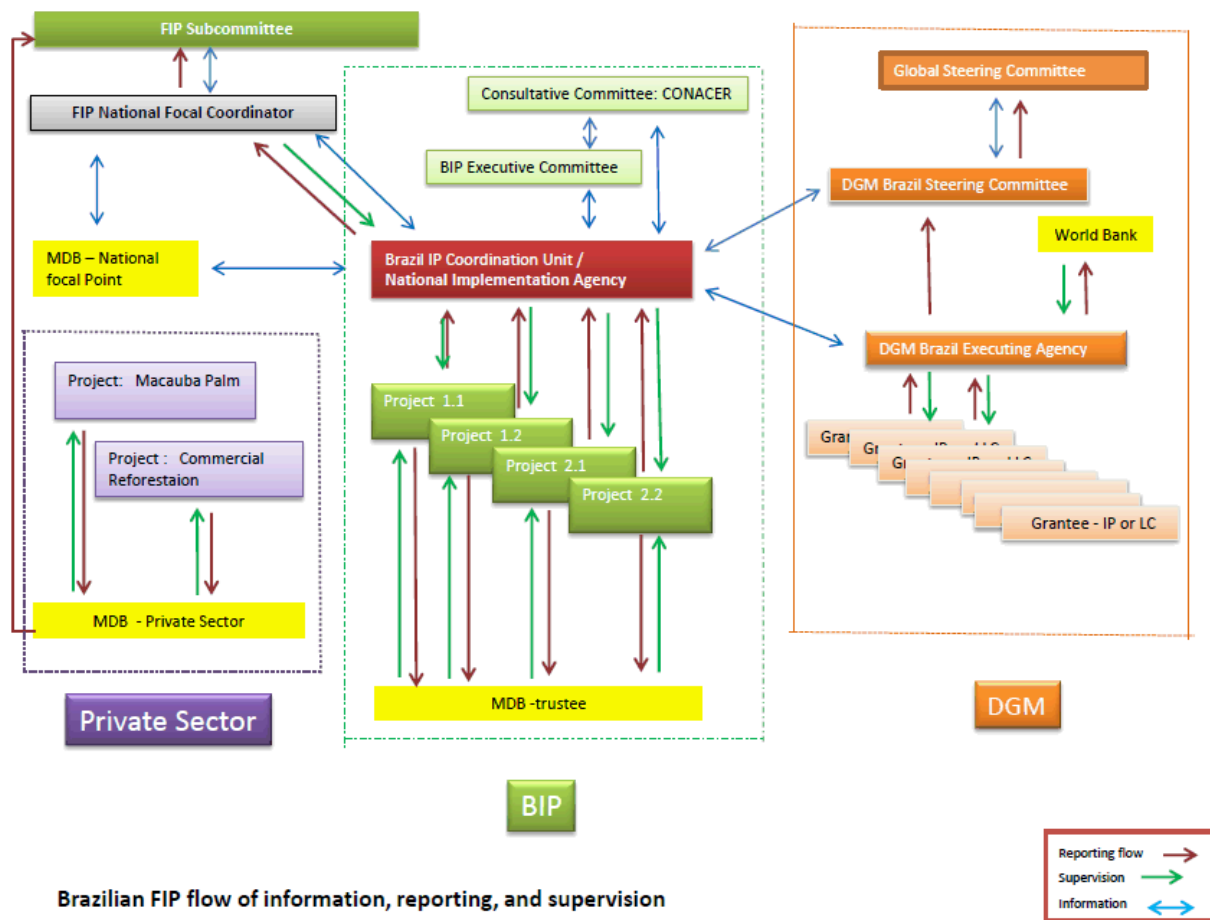 FIP Subcommittee
FIP National Focal Coordinator
MDB – National
focal Point
Project: Macauba Palm
Project : Commercial
Reforestaion
MDB - Private Sector
Private Sector
Consultative Committee: CONACER
BIP Executive Committee
Brazil IP Coordination Unit /
National Implementation Agency
Project 1.1
Project 1.2
Project 2.1
Project 2.2
MDB -trustee
BIP
Global Steering Committee
DGM Brazil Steering Committee
World Bank
DGM Brazil Executing Agency
Grantee - IP or LC
DGM
Reporting flow
Supervision
Information
Brazilian FIP flow of information, reporting, and supervision